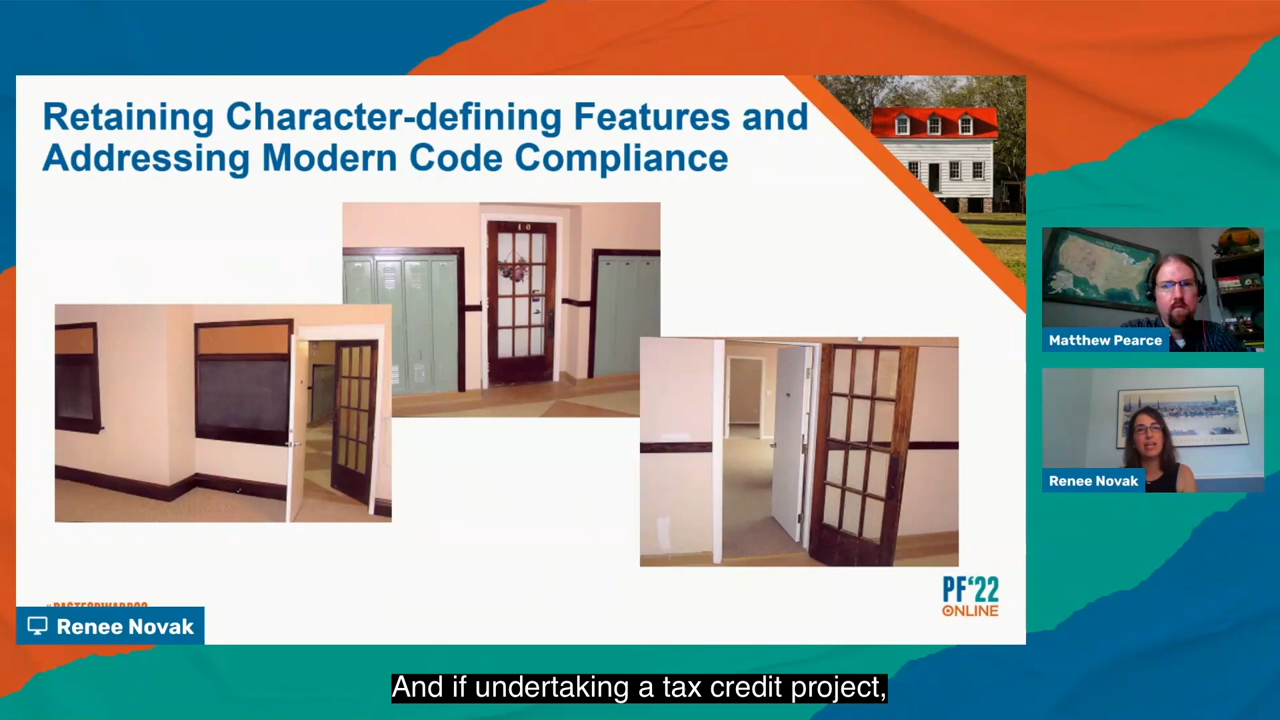 Retaining Character-defining Features and
Addressing Modern Code Compliance
10
Matthew Pearce
Renee Novak
PF‘22
ONLINE
Renee Novak
And if undertaking a tax credit project,